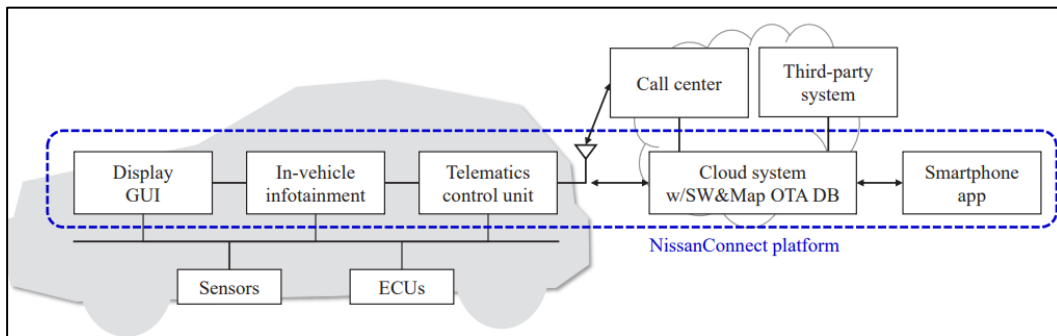 Call center
Third-party
system
Display
GUI
In-vehicle
infotainment
Telematics
control unit
Cloud system
w/SW&Map OTA DB
Smartphone
app
NissanConnect platform
Sensors
ECUs